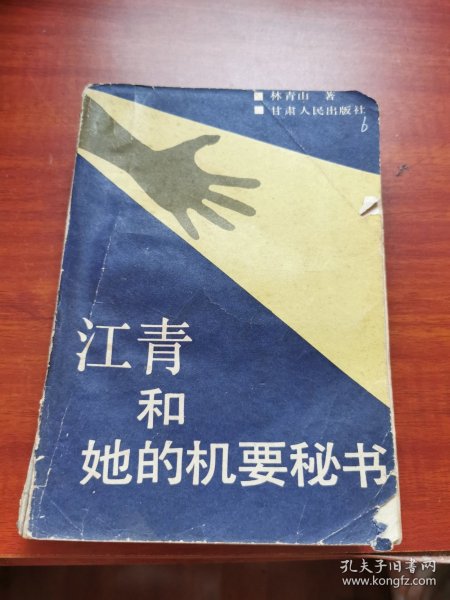 林青山 著
甘肃人民出版社
6
江青
和
她的机要秘书
孔夫子旧书网
www.kongfz.com